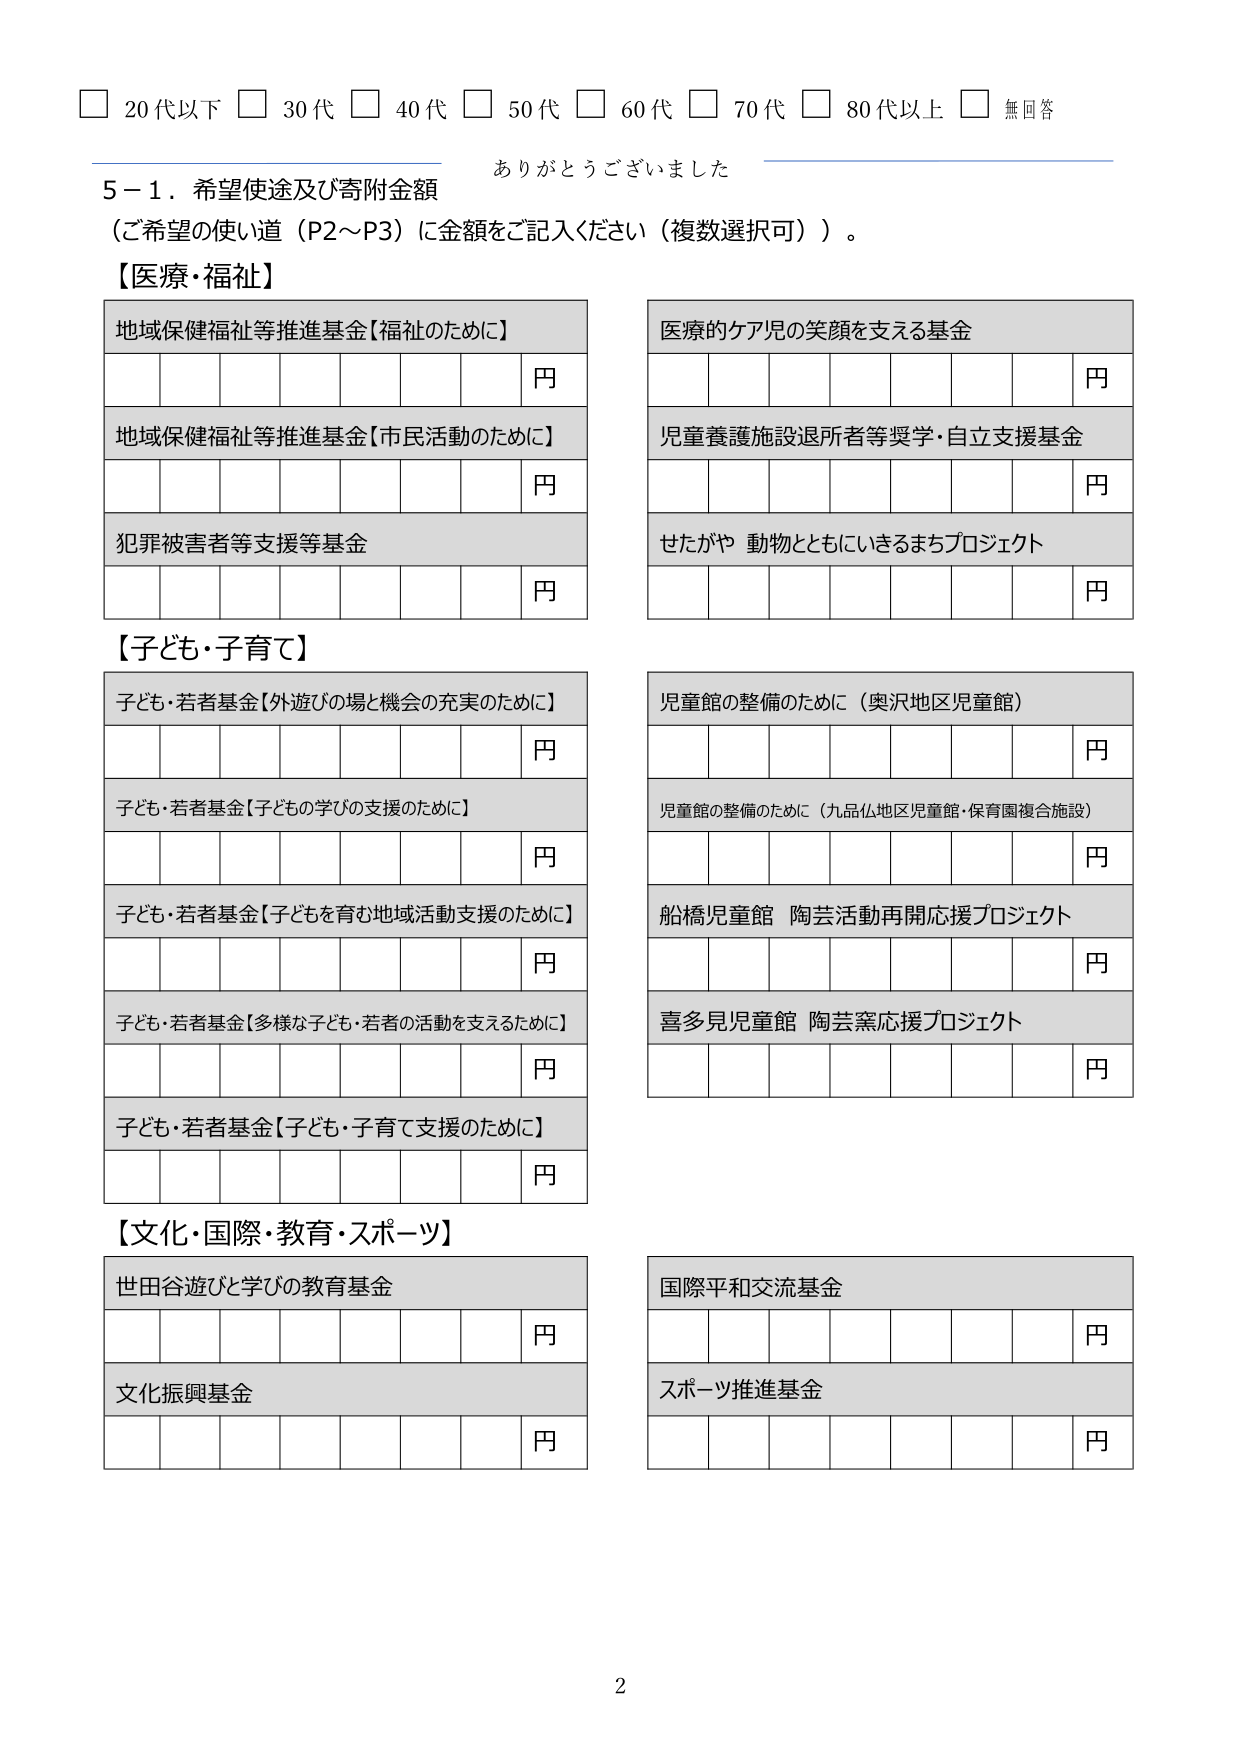 □ 20代以下 □ 30代 □ 40代 □ 50代 □ 60代 □ 70代 □ 80代以上 □ 無回答
ありがとうございました
5－1．希望使途及び寄附金額
（ご希望の使い道（P2～P3）に金額をご記入ください（複数選択可））。
【医療・福祉】
地域保健福祉等推進基金【福祉のために】
円
地域保健福祉等推進基金【市民活動のために】
円
犯罪被害者等支援等基金
円
医療的ケア児の笑顔を支える基金
円
児童養護施設退所者等奨学・自立支援基金
円
せたがや 動物とともにいきるまちプロジェクト
円
【子ども・子育て】
子ども・若者基金【外遊びの場と機会の充実のために】
円
子ども・若者基金【子どもの学びの支援のために】
円
子ども・若者基金【子どもを育む地域活動支援のために】
円
子ども・若者基金【多様な子ども・若者の活動を支えるために】
円
子ども・若者基金【子ども・子育て支援のために】
円
児童館の整備のために（奥沢地区児童館）
円
児童館の整備のために（九品仏地区児童館・保育園複合施設）
円
船橋児童館 陶芸活動再開応援プロジェクト
円
喜多見児童館 陶芸窯応援プロジェクト
円
【文化・国際・教育・スポーツ】
世田谷遊びと学びの教育基金
円
文化振興基金
円
国際平和交流基金
円
スポーツ推進基金
円
2